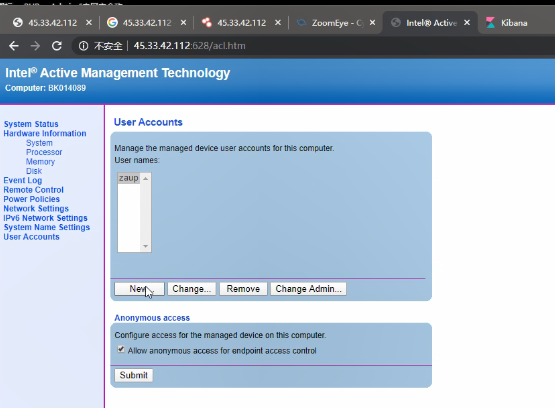 45.33.42.112
45.33.42.112
45.33.42.112
ZoomEye - C
Intel® Active
Kibana
不安全 | 45.33.42.112:628/acl.htm
Intel® Active Management Technology
Computer: BK014089
System Status
Hardware Information
System
Processor
Memory
Disk
Event Log
Remote Control
Power Policies
Network Settings
IPv6 Network Settings
System Name Settings
User Accounts
User Accounts
Manage the managed device user accounts for this computer.
User names:
zaup
New...
Change...
Remove
Change Admin...
Anonymous access
Configure access for the managed device on this computer.
Allow anonymous access for endpoint access control
Submit